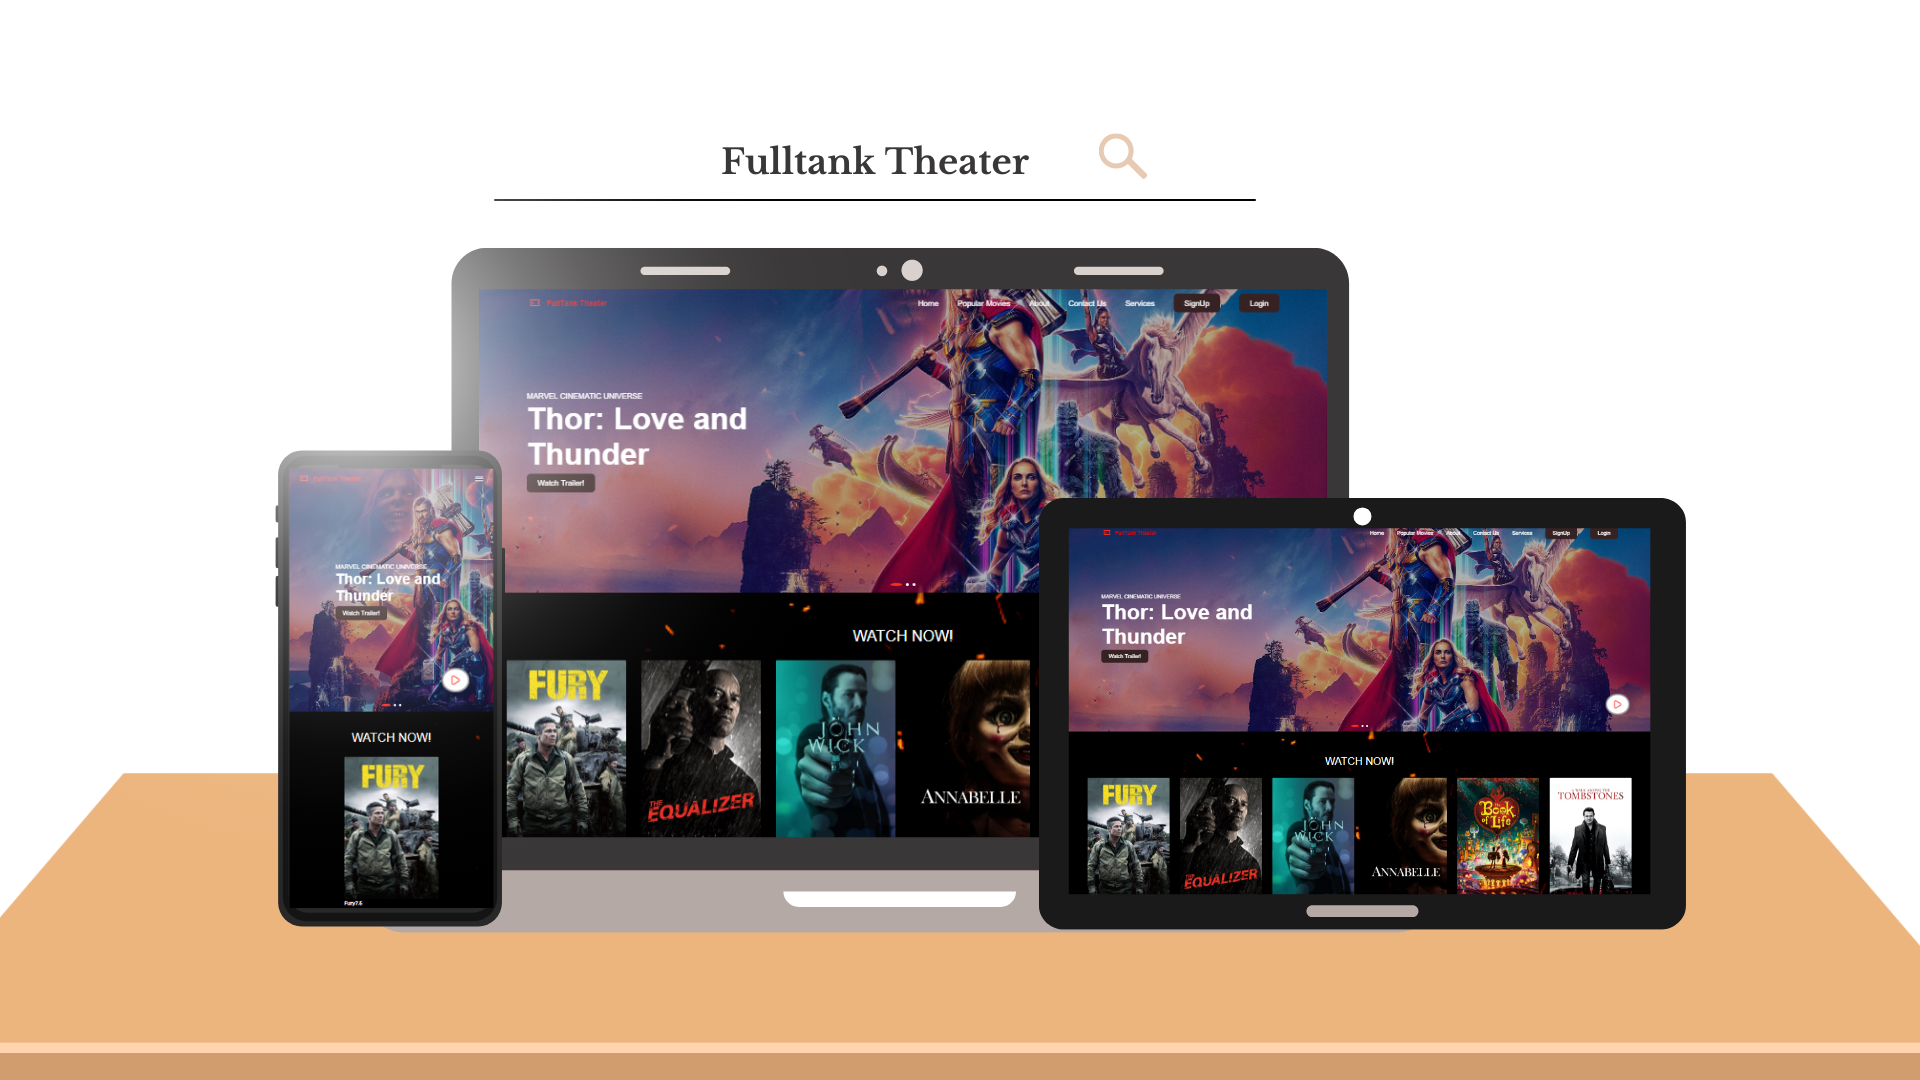 Fulltank Theater
FullTank Theater
Home Popular Movies About Contact Us Services SignUp Login
MARVEL CINEMATIC UNIVERSE
Thor: Love and
Thunder
Watch Trailer!
WATCH NOW!
FURY
THE
EQUALIZER
JOHN
WICK
ANNABELLE
MARVEL CINEMATIC UNIVERSE
Thor: Love and
Thunder
Watch Trailer!
WATCH NOW!
FURY
Fury7.6
FullTank Theater
Home Popular Movies About Contact Us Services SignUp Login
MARVEL CINEMATIC UNIVERSE
Thor: Love and
Thunder
Watch Trailer!
WATCH NOW!
FURY
THE
EQUALIZER
JOHN
WICK
ANNABELLE
Book
of Life
A WALK AMONG THE
TOMBSTONES